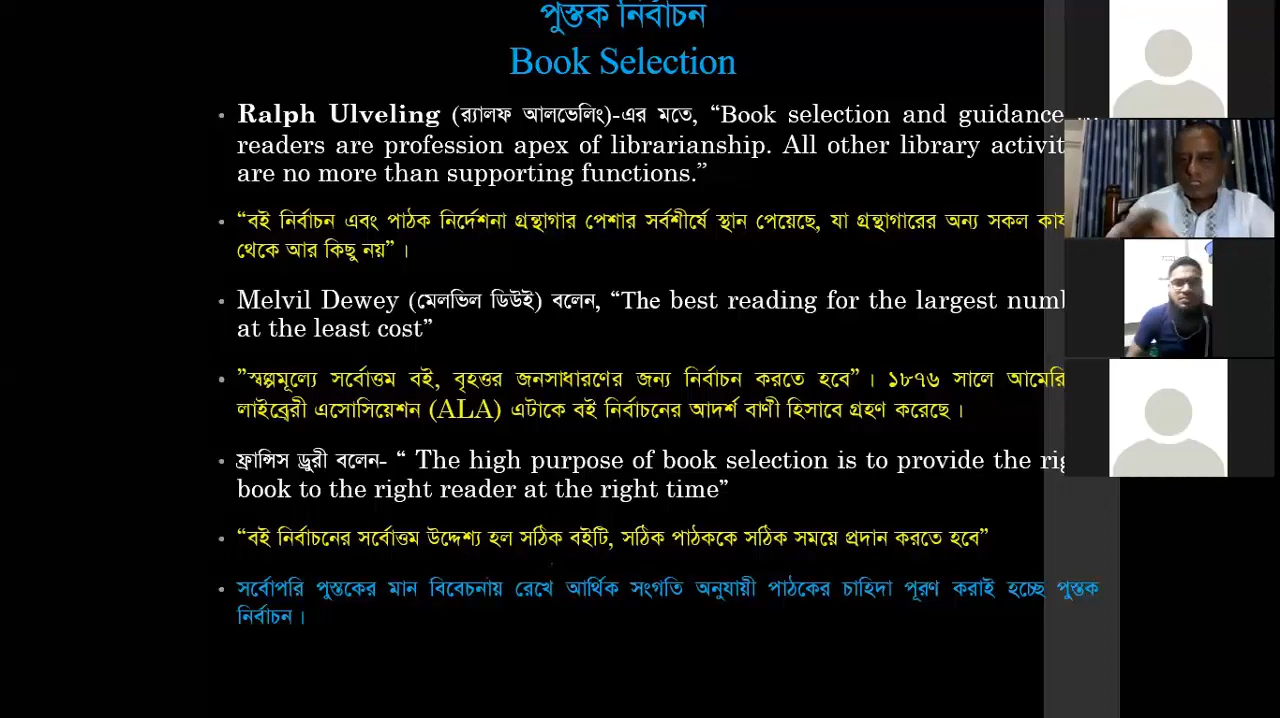 পুস্তক নির্বাচন
Book Selection
• Ralph Ulveling (র‍্যালফ আলভেলিং)-এর মতে, “Book selection and guidance
readers are profession apex of librarianship. All other library activit
are no more than supporting functions.”
• “বই নির্বাচন এবং পাঠক নির্দেশনা গ্রন্থাগার পেশার সর্বশীর্ষে স্থান পেয়েছে, যা গ্রন্থাগারের অন্য সকল কার্য
থেকে আর কিছু নয়” ।
• Melvil Dewey (মেলভিল ডিউই) বলেন, “The best reading for the largest numb
at the least cost”
• ”স্বল্পমূল্যে সর্বোত্তম বই, বৃহত্তর জনসাধারণের জন্য নির্বাচন করতে হবে” । ১৮৭৬ সালে আমেরি
লাইব্রেরী এসোসিয়েশন (ALA) এটাকে বই নির্বাচনের আদর্শ বাণী হিসাবে গ্রহণ করেছে ।
• ফ্রান্সিস ড্রুরী বলেন- “ The high purpose of book selection is to provide the rig
book to the right reader at the right time”
• “বই নির্বাচনের সর্বোত্তম উদ্দেশ্য হল সঠিক বইটি, সঠিক পাঠককে সঠিক সময়ে প্রদান করতে হবে”
• সর্বোপরি পুস্তকের মান বিবেচনায় রেখে আর্থিক সংগতি অনুযায়ী পাঠকের চাহিদা পূরণ করাই হচ্ছে পুস্তক
নির্বাচন ।